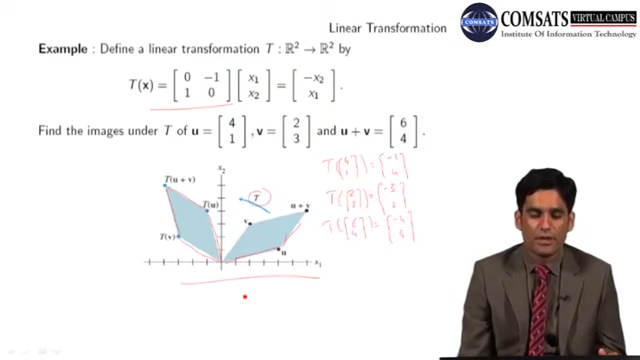 Linear Transformation
COMSATS VIRTUAL CAMPUS
Institute Of Information Technology
Example : Define a linear transformation T : ℝ² → ℝ² by
T(x) = [ 0 −1 ; 1 0 ] [ x₁ ; x₂ ] = [ −x₂ ; x₁ ].
Find the images under T of u = [ 4 ; 1 ], v = [ 2 ; 3 ] and u + v = [ 6 ; 4 ].
T([ 4 ; 1 ]) = [ -1 ; 4 ]
T([ 2 ; 3 ]) = [ -3 ; 2 ]
T([ 6 ; 4 ]) = [ -4 ; 6 ]
x₂
T(u + v)
T
T(u)
u + v
v
T(v)
u
x₁